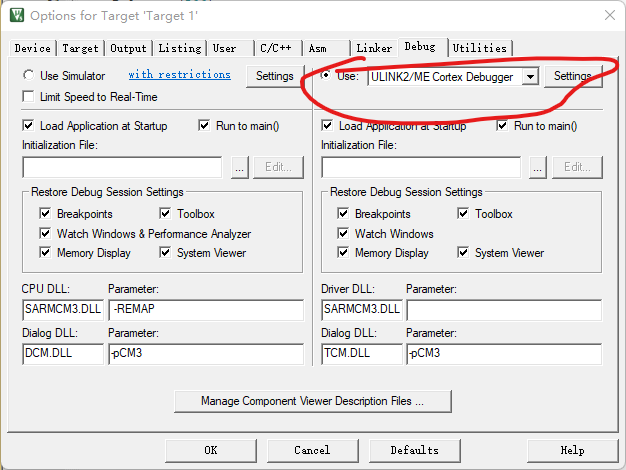 Options for Target 'Target 1'
Device Target Output Listing User C/C++ Asm Linker Debug Utilities
Use Simulator with restrictions Settings
Limit Speed to Real-Time
Use: ULINK2/ME Cortex Debugger Settings
Load Application at Startup Run to main()
Initialization File:
... Edit...
Restore Debug Session Settings
Breakpoints Toolbox
Watch Windows & Performance Analyzer
Memory Display System Viewer
Load Application at Startup Run to main()
Initialization File:
... Edit...
Restore Debug Session Settings
Breakpoints Toolbox
Watch Windows
Memory Display System Viewer
CPU DLL: Parameter:
SARMCM3.DLL -REMAP
Dialog DLL: Parameter:
DCM.DLL -pCM3
Driver DLL: Parameter:
SARMCM3.DLL
Dialog DLL: Parameter:
TCM.DLL -pCM3
Manage Component Viewer Description Files ...
OK Cancel Defaults Help